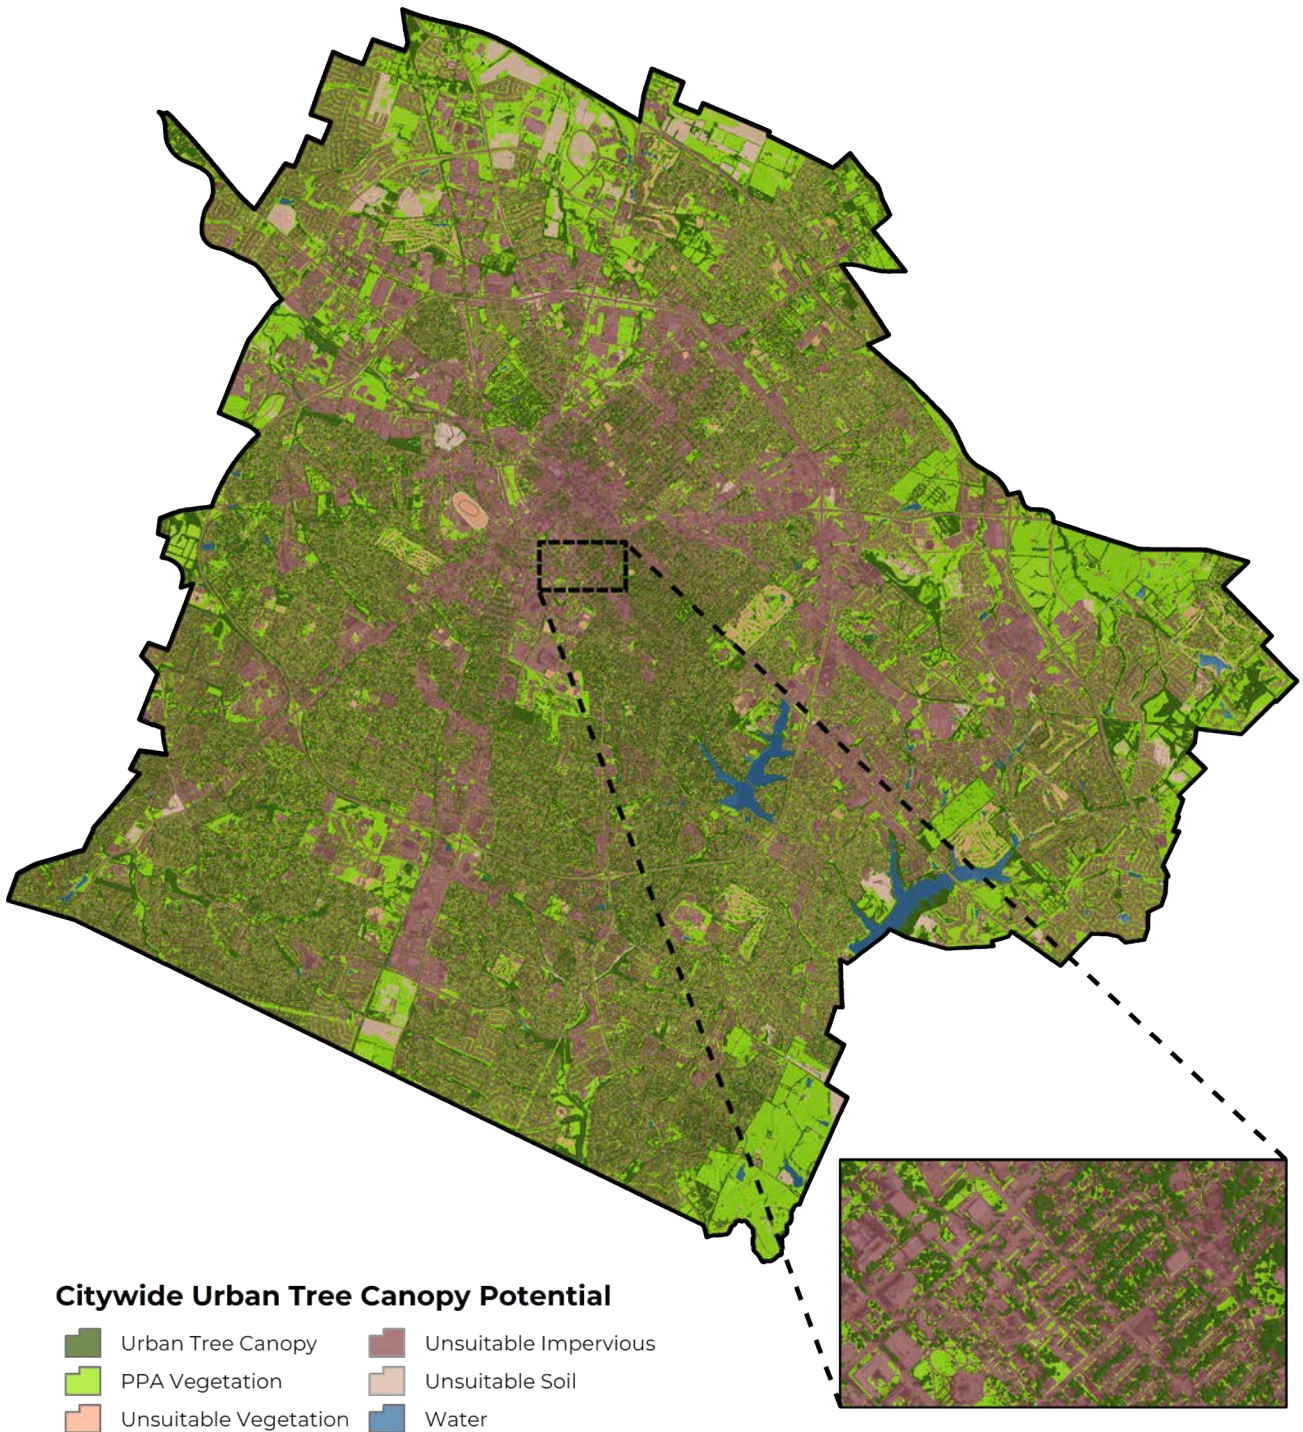 Citywide Urban Tree Canopy Potential
Urban Tree Canopy
Unsuitable Impervious
PPA Vegetation
Unsuitable Soil
Unsuitable Vegetation
Water